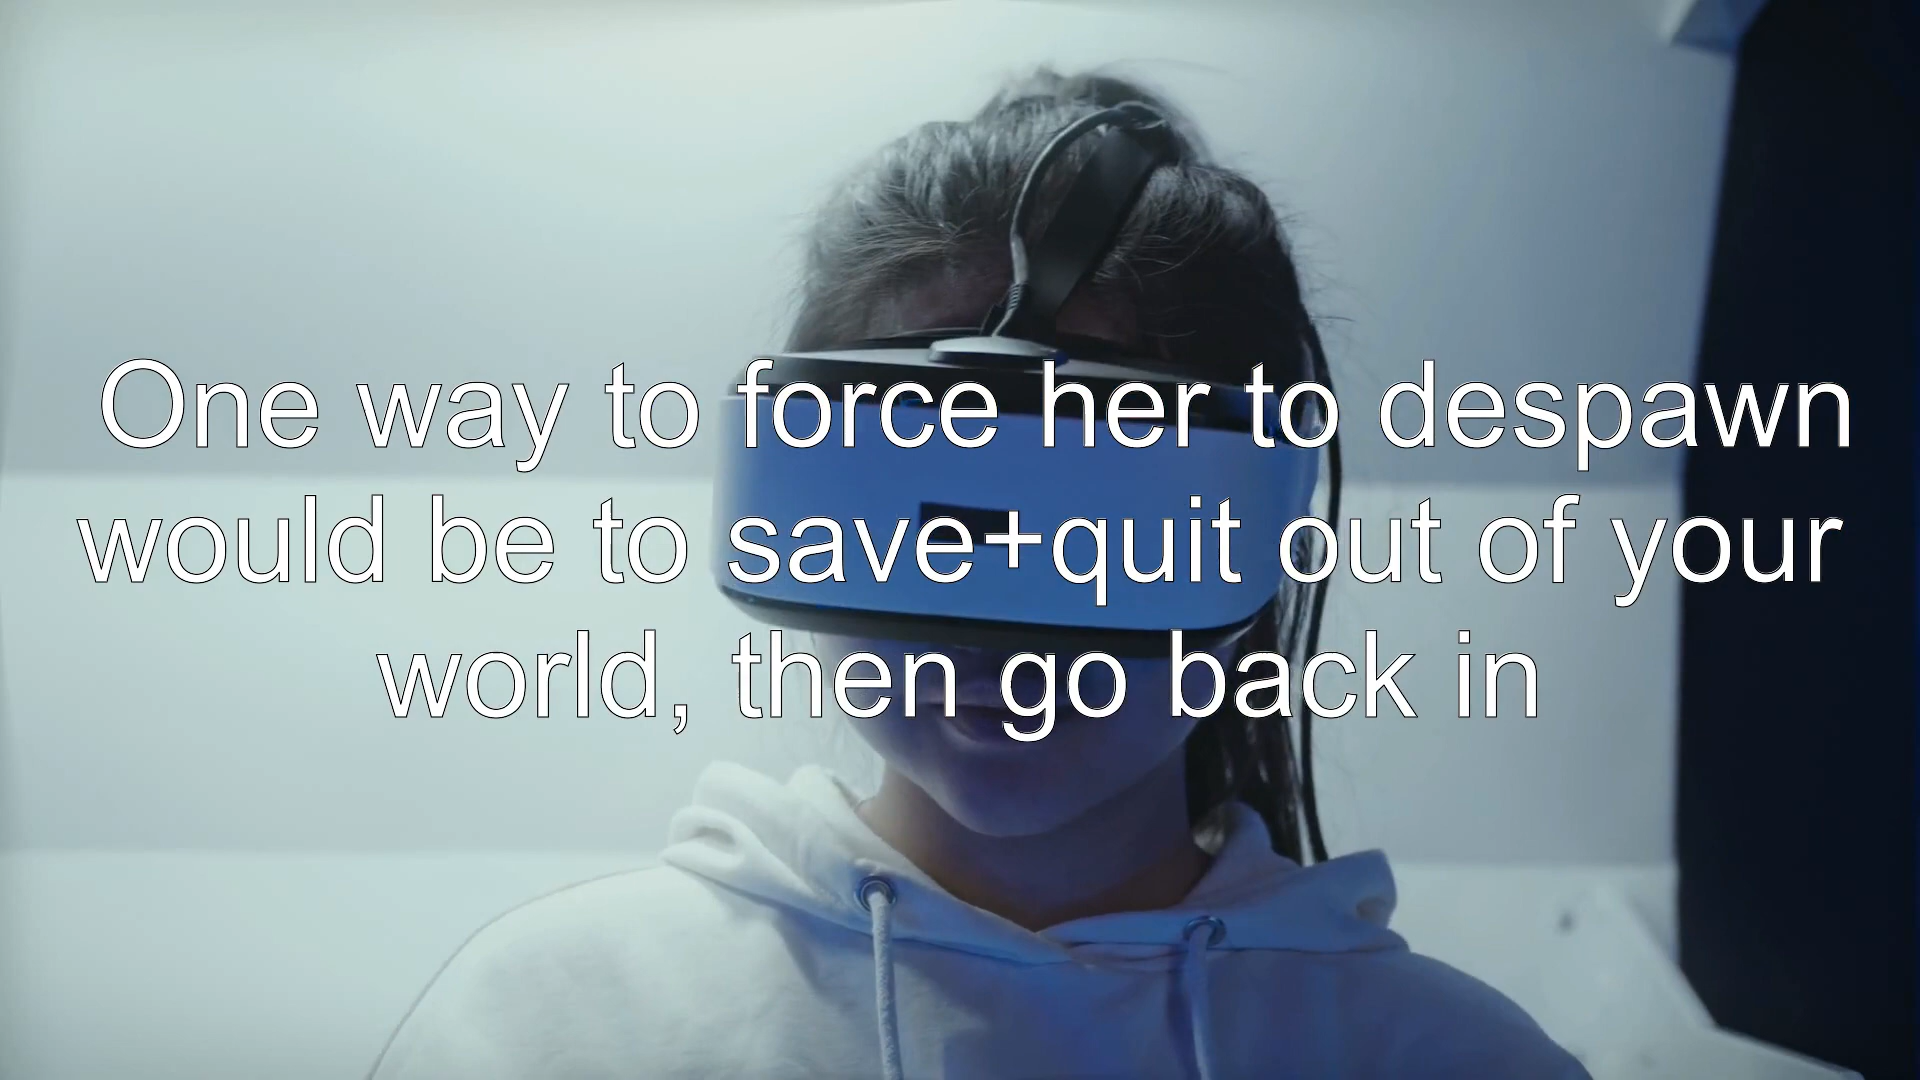 One way to force her to despawn
would be to save+quit out of your
world, then go back in